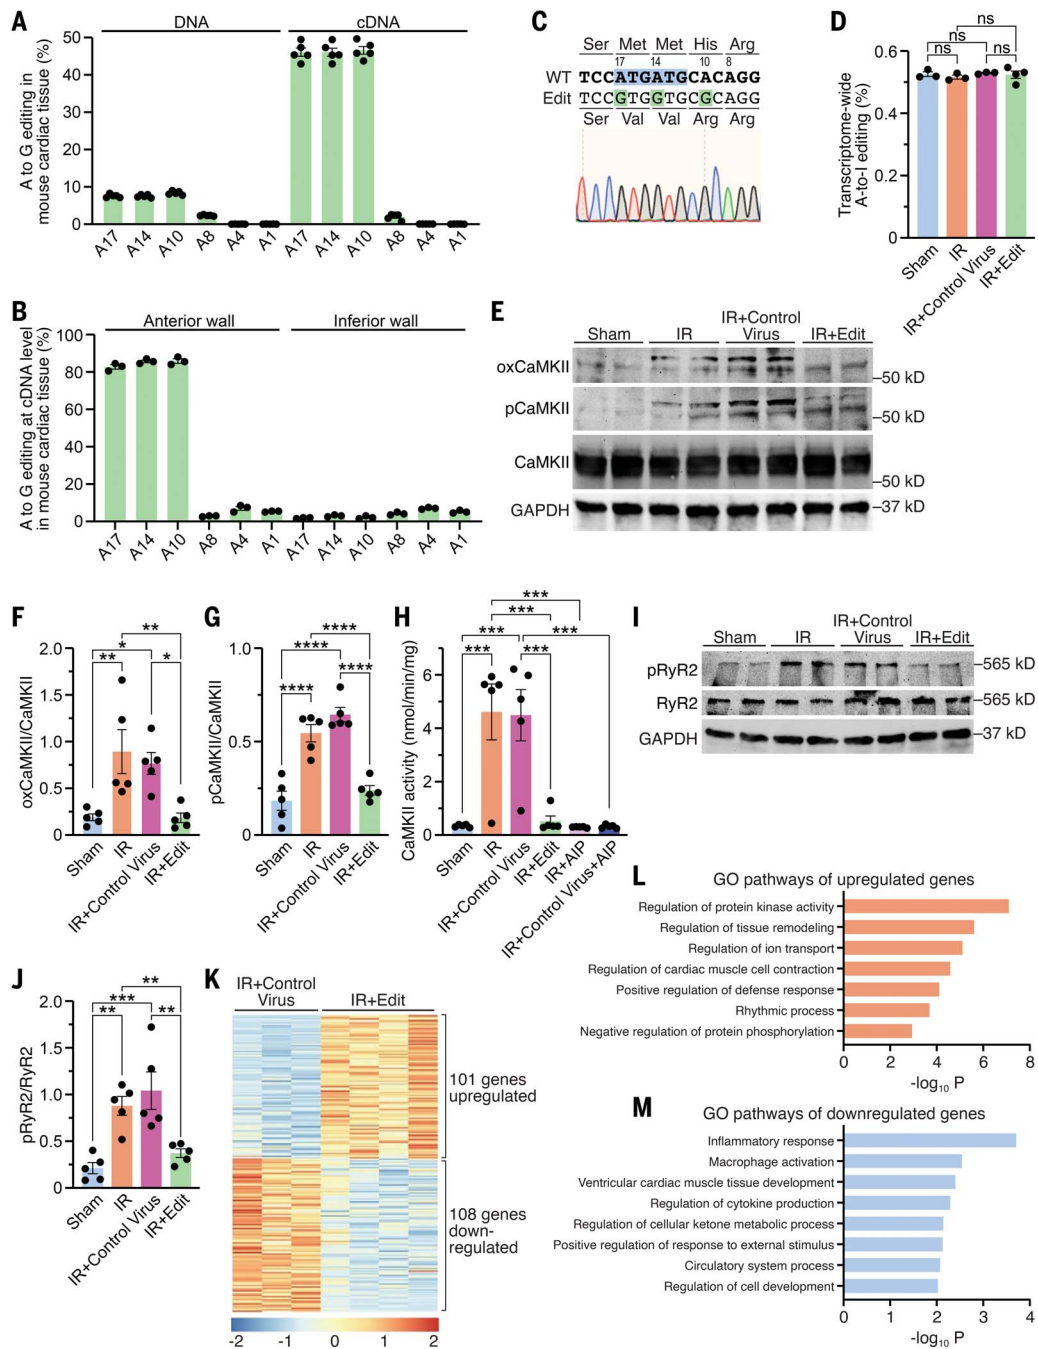 A
DNA
cDNA
A to G editing in
mouse cardiac tissue (%)
50
40
30
20
10
0
A17
A14
A10
A8
A4
A1
A17
A14
A10
A8
A4
A1
B
Anterior wall
Inferior wall
A to G editing at cDNA level
in mouse cardiac tissue (%)
100
80
60
40
20
0
A17
A14
A10
A8
A4
A1
A17
A14
A10
A8
A4
A1
C
Ser Met Met His Arg
17 14 10 8
WT TCCATGATGCACAGG
Edit TCCGTGGTGCGCAGG
Ser Val Val Arg Arg
D
ns
ns
ns ns
Transcriptome-wide
A-to-I editing (%)
0.6
0.4
0.2
0
Sham
IR
IR+Control Virus
IR+Edit
E
Sham
IR
IR+Control
Virus
IR+Edit
oxCaMKII
–50 kD
pCaMKII
–50 kD
CaMKII
–50 kD
GAPDH
–37 kD
F
**
*
** *
oxCaMKII/CaMKII
2.0
1.5
1.0
0.5
0
Sham
IR
IR+Control Virus
IR+Edit
G
****
****
****
****
pCaMKII/CaMKII
1.0
0.5
0
Sham
IR
IR+Control Virus
IR+Edit
H
***
***
*** ***
*** ***
CaMKII activity (nmol/min/mg)
6
4
2
0
Sham
IR
IR+Control Virus
IR+Edit
IR+AIP
IR+Control Virus+AIP
I
Sham
IR
IR+Control
Virus
IR+Edit
pRyR2
–565 kD
RyR2
–565 kD
GAPDH
–37 kD
J
**
***
** **
pRyR2/RyR2
2.0
1.5
1.0
0.5
0
Sham
IR
IR+Control Virus
IR+Edit
K
IR+Control
Virus
IR+Edit
101 genes
upregulated
108 genes
down-
regulated
-2 -1 0 1 2
L
GO pathways of upregulated genes
Regulation of protein kinase activity
Regulation of tissue remodeling
Regulation of ion transport
Regulation of cardiac muscle cell contraction
Positive regulation of defense response
Rhythmic process
Negative regulation of protein phosphorylation
0 2 4 6 8
-log10 P
M
GO pathways of downregulated genes
Inflammatory response
Macrophage activation
Ventricular cardiac muscle tissue development
Regulation of cytokine production
Regulation of cellular ketone metabolic process
Positive regulation of response to external stimulus
Circulatory system process
Regulation of cell development
0 1 2 3 4
-log10 P